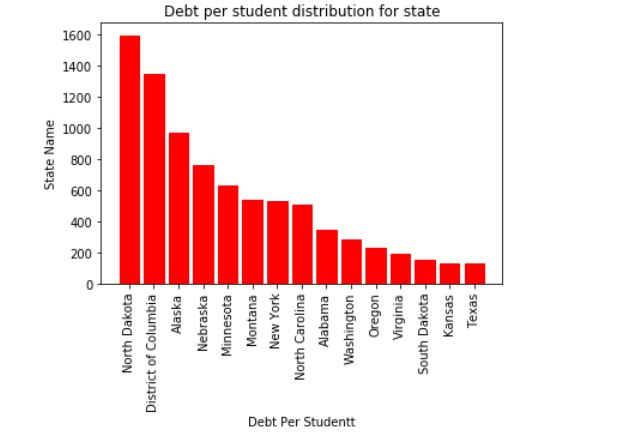 Debt per student distribution for state
1600
1400
1200
1000
800
600
400
200
0
State Name
North Dakota
District of Columbia
Alaska
Nebraska
Minnesota
Montana
New York
North Carolina
Alabama
Washington
Oregon
Virginia
South Dakota
Kansas
Texas
Debt Per Studentt